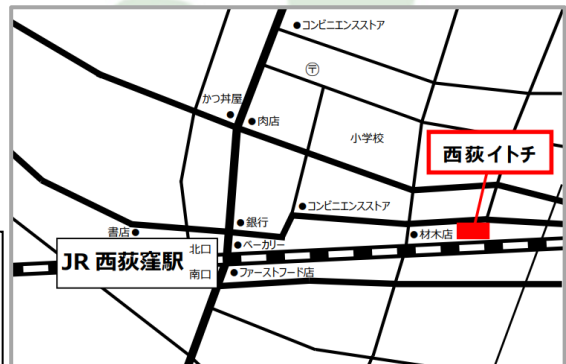 ●コンビニエンスストア
〒
かつ丼屋
●
●肉店
小学校
西荻イトチ
●コンビニエンスストア
●銀行
書店●
●材木店
●ベーカリー
北口
JR 西荻窪駅
南口
●ファーストフード店